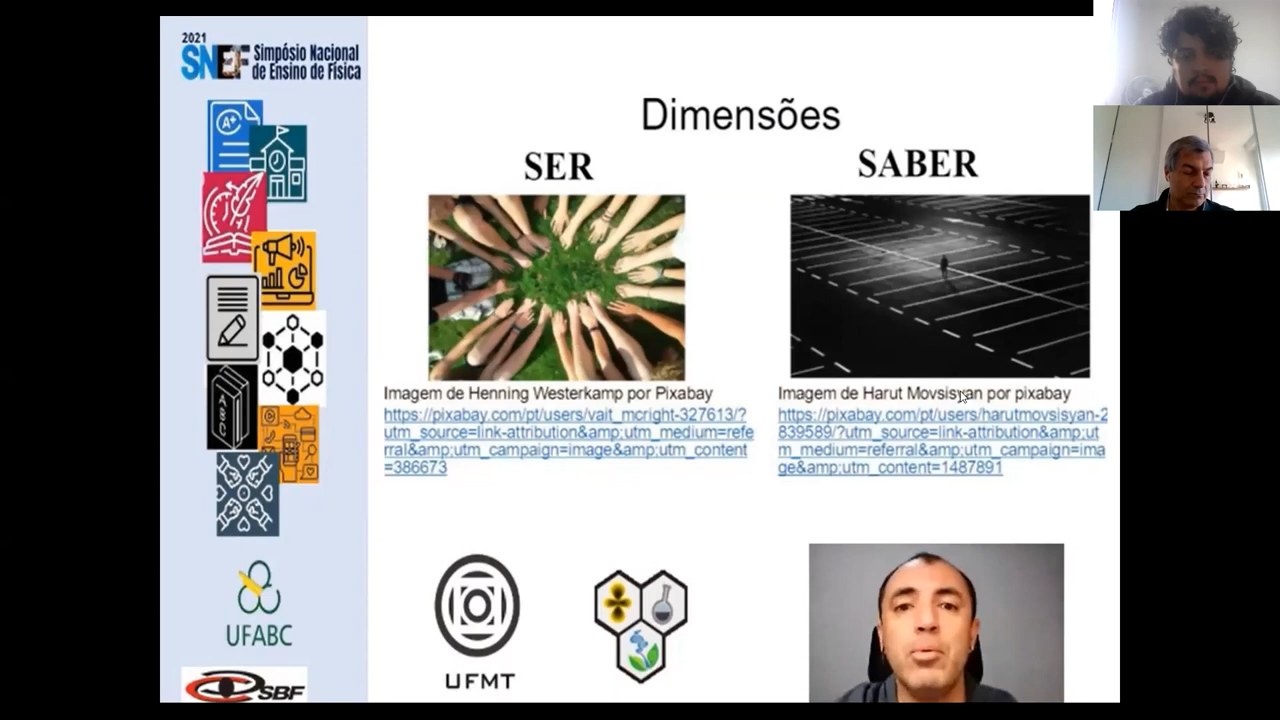 2021
SNEF Simpósio Nacional
de Ensino de Física
A+
ABC
UFABC
SBF
Dimensões
SER
SABER
Imagem de Henning Westerkamp por Pixabay
https://pixabay.com/pt/users/vait_mcright-327613/?
utm_source=link-attribution&amp;utm_medium=refe
rral&amp;utm_campaign=image&amp;utm_content
=386673
Imagem de Harut Movsisyan por pixabay
https://pixabay.com/pt/users/harutmovsisyan-2
839589/?utm_source=link-attribution&amp;ut
m_medium=referral&amp;utm_campaign=ima
ge&amp;utm_content=1487891
UFMT